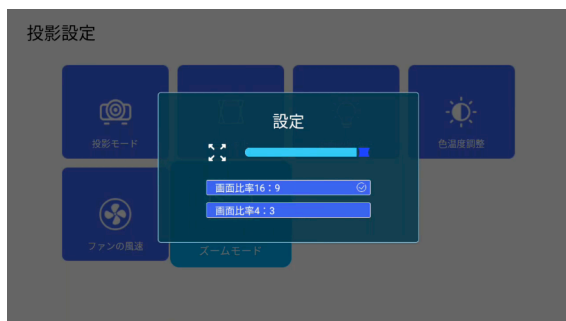 投影設定
設定
投影モード
色温度調整
画面比率16：9
画面比率4：3
ファンの風速
ズームモード